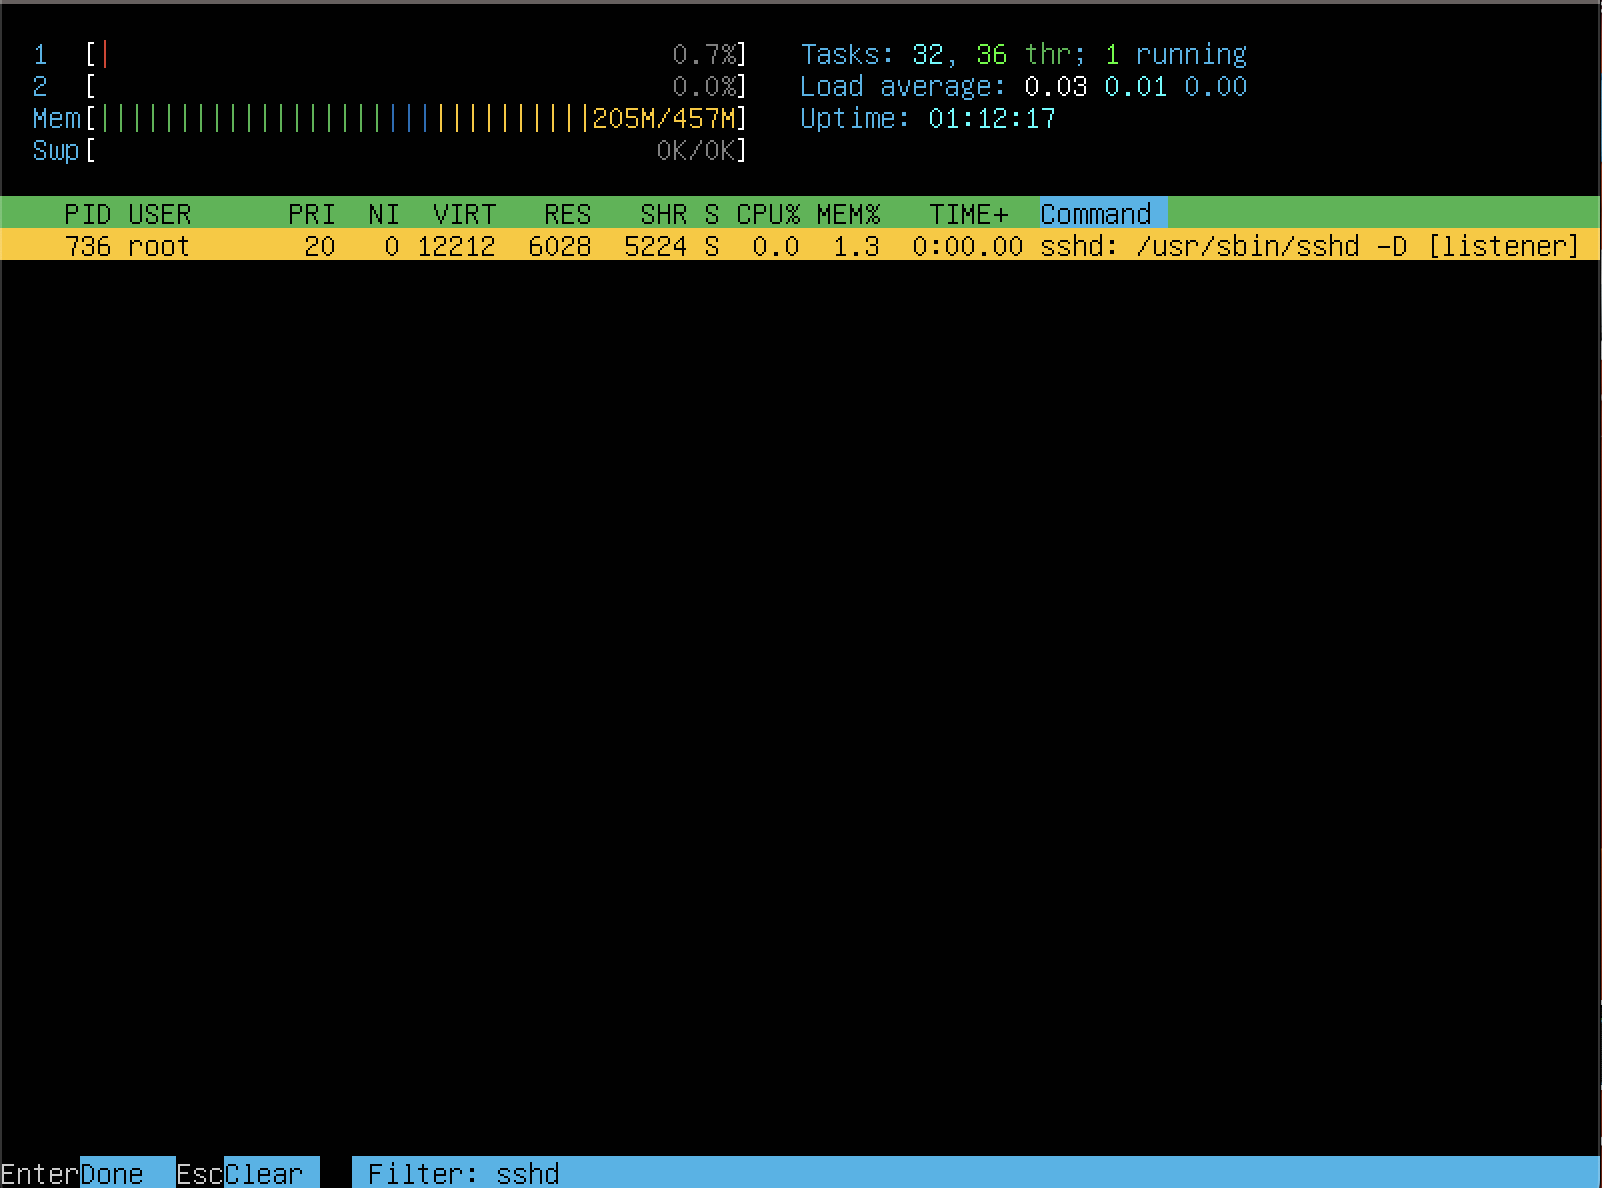 1 [| 0.7%] Tasks: 32, 36 thr; 1 running
2 [ 0.0%] Load average: 0.03 0.01 0.00
Mem[|||||||||||||||||||||||||||||||205M/457M] Uptime: 01:12:17
Swp[ 0K/0K]
PID USER PRI NI VIRT RES SHR S CPU% MEM% TIME+ Command
736 root 20 0 12212 6028 5224 S 0.0 1.3 0:00.00 sshd: /usr/sbin/sshd -D [listener]
EnterDone EscClear Filter: sshd